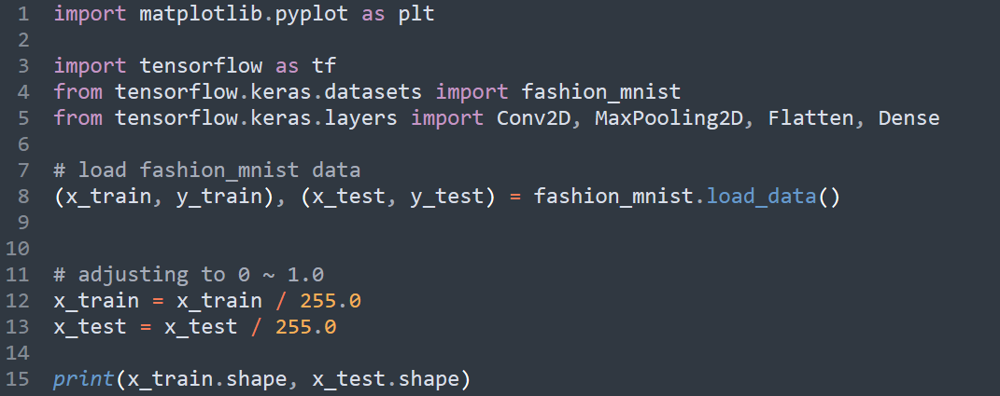 1 import matplotlib.pyplot as plt
2
3 import tensorflow as tf
4 from tensorflow.keras.datasets import fashion_mnist
5 from tensorflow.keras.layers import Conv2D, MaxPooling2D, Flatten, Dense
6
7 # load fashion_mnist data
8 (x_train, y_train), (x_test, y_test) = fashion_mnist.load_data()
9
10
11 # adjusting to 0 ~ 1.0
12 x_train = x_train / 255.0
13 x_test = x_test / 255.0
14
15 print(x_train.shape, x_test.shape)